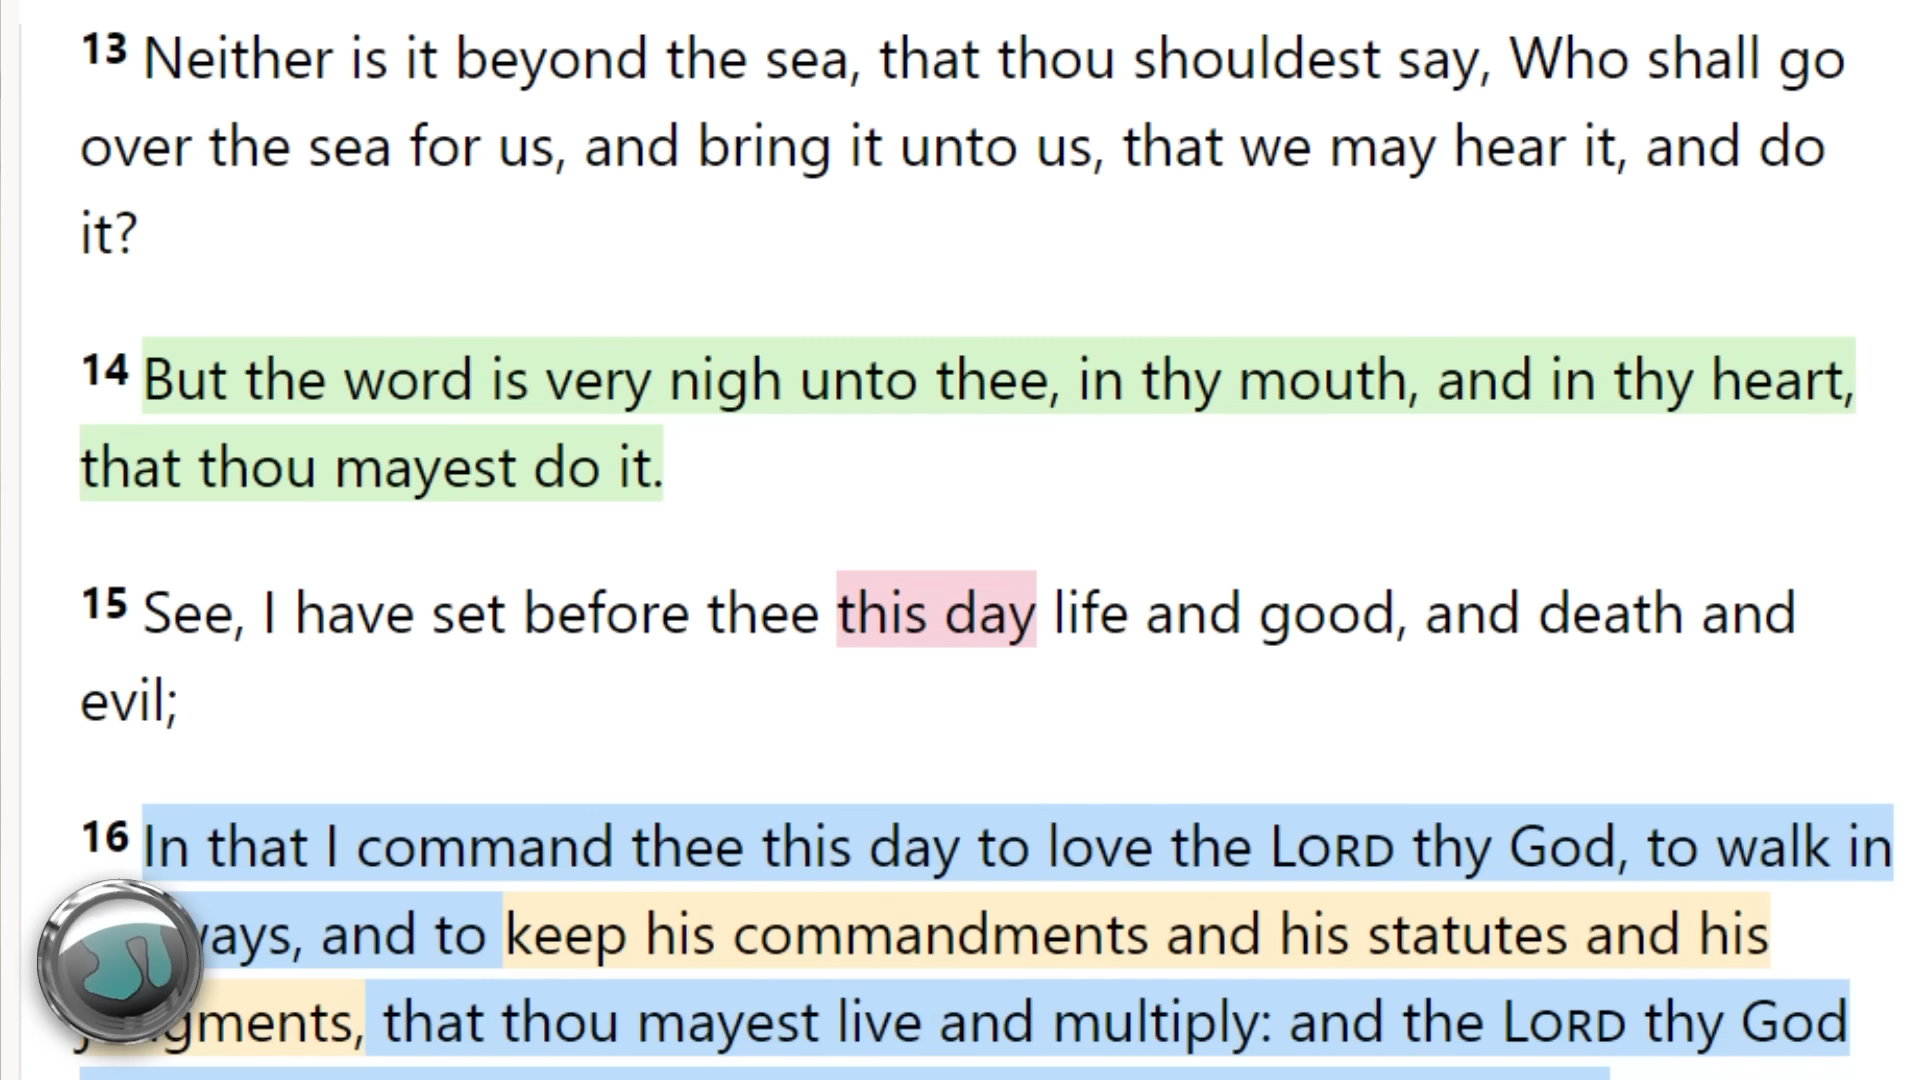 13 Neither is it beyond the sea, that thou shouldest say, Who shall go
over the sea for us, and bring it unto us, that we may hear it, and do
it?
14 But the word is very nigh unto thee, in thy mouth, and in thy heart,
that thou mayest do it.
15 See, I have set before thee this day life and good, and death and
evil;
16 In that I command thee this day to love the LORD thy God, to walk in
ways, and to keep his commandments and his statutes and his
that thou mayest live and multiply: and the LORD thy God